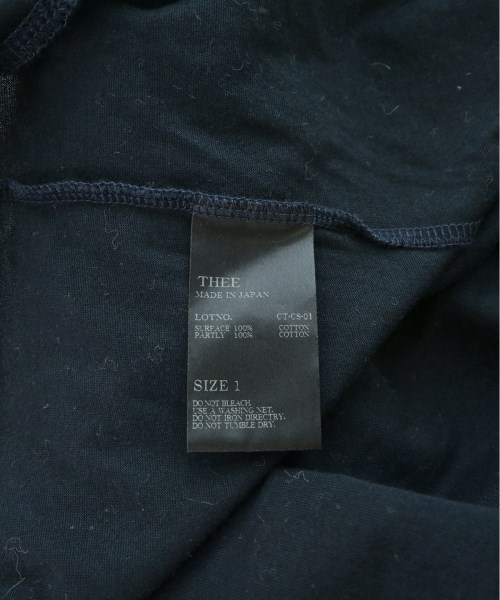 THEE
MADE IN JAPAN
LOTNO. CT-CS-01
SURFACE 100% COTTON
PARTLY 100% COTTON
SIZE 1
DO NOT BLEACH.
USE A WASHING NET.
DO NOT IRON DIRECTRY.
DO NOT TUMBLE DRY.